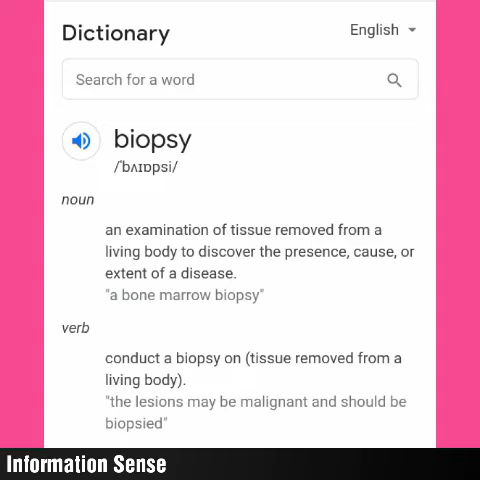 Dictionary
English
Search for a word
biopsy
/ˈbʌɪɒpsi/
noun
an examination of tissue removed from a
living body to discover the presence, cause, or
extent of a disease.
"a bone marrow biopsy"
verb
conduct a biopsy on (tissue removed from a
living body).
"the lesions may be malignant and should be
biopsied"
Information Sense